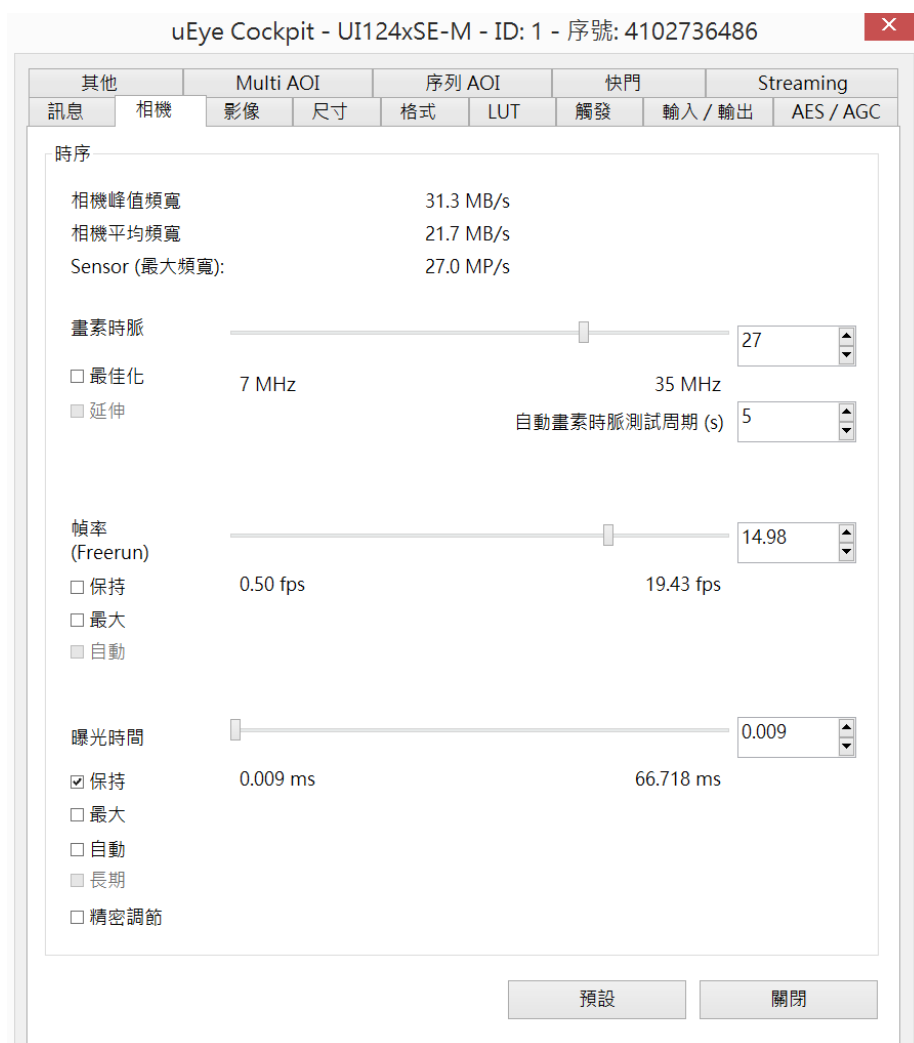 uEye Cockpit - UI124xSE-M - ID: 1 - 序號: 4102736486
其他 Multi AOI 序列 AOI 快門 Streaming
訊息 相機 影像 尺寸 格式 LUT 觸發 輸入 / 輸出 AES / AGC
時序
相機峰值頻寬 31.3 MB/s
相機平均頻寬 21.7 MB/s
Sensor (最大頻寬): 27.0 MP/s
畫素時脈 27
最佳化 7 MHz 35 MHz
延伸 自動畫素時脈測試周期 (s) 5
幀率 14.98
(Freerun)
保持 0.50 fps 19.43 fps
最大
自動
曝光時間 0.009
保持 0.009 ms 66.718 ms
最大
自動
長期
精密調節
預設 關閉